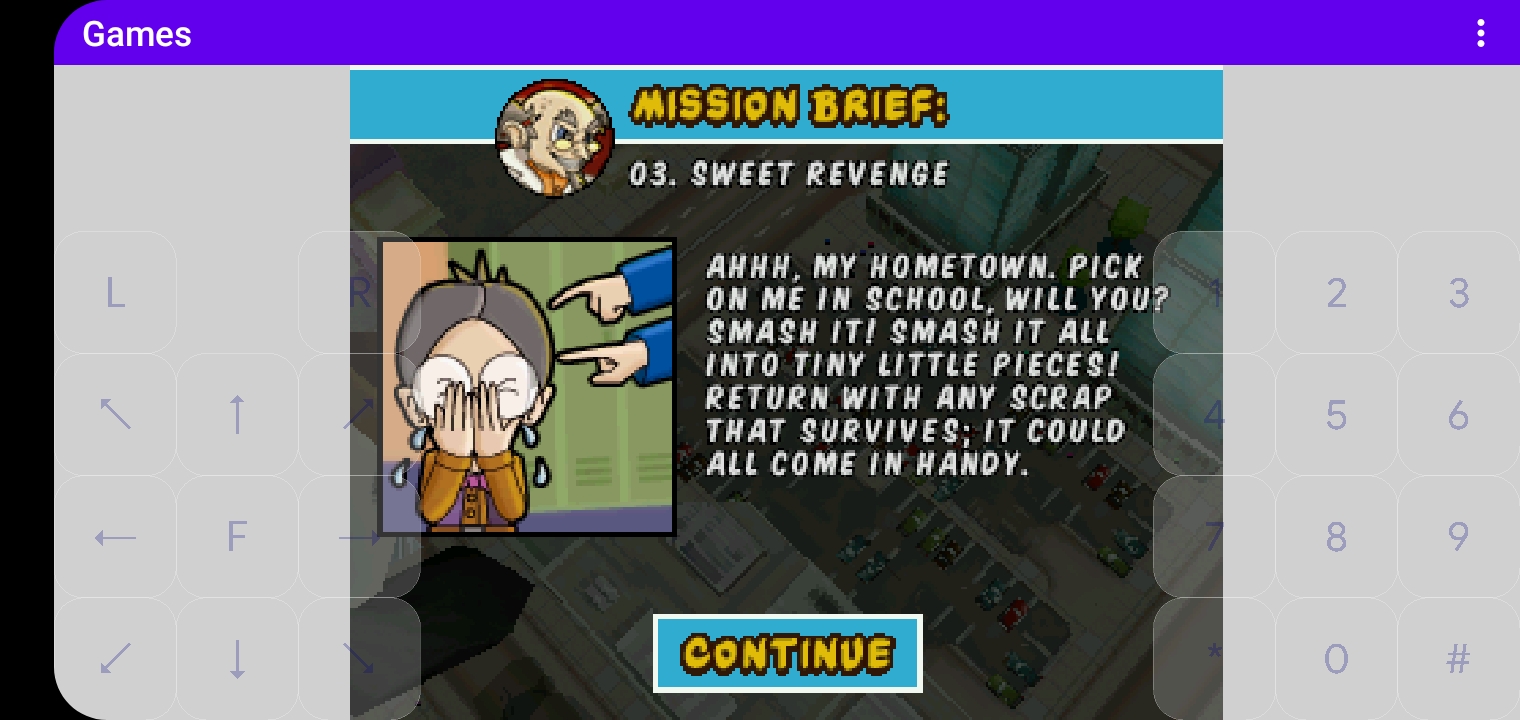 Games
MISSION BRIEF:
03. SWEET REVENGE
AHHH, MY HOMETOWN. PICK
ON ME IN SCHOOL, WILL YOU?
SMASH IT! SMASH IT ALL
INTO TINY LITTLE PIECES!
RETURN WITH ANY SCRAP
THAT SURVIVES; IT COULD
ALL COME IN HANDY.
CONTINUE
L R 1 2 3
↖ ↑ ↗ 4 5 6
← F → 7 8 9
↙ ↓ ↘ * 0 #